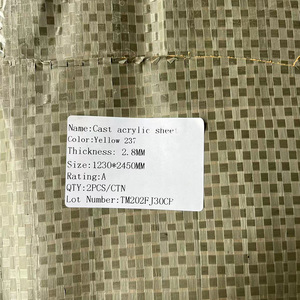 Name:Cast acrylic sheet
Color:Yellow 237
Thickness: 2.8MM
Size:1230*2450MM
Rating:A
QTY:2PCS/CTN
Lot Number:TM202FJ30CF